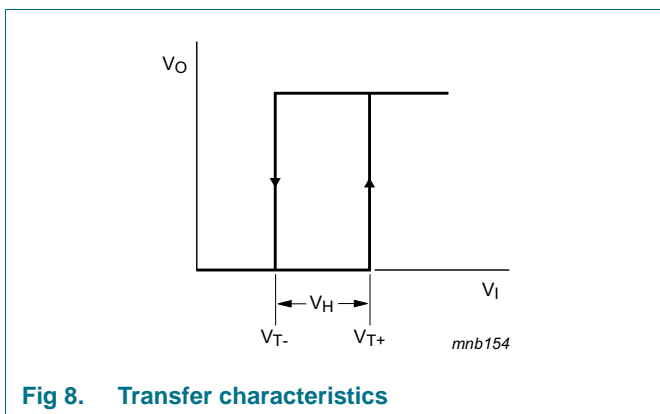 VO
VH
VI
VT-
VT+
mnb154
Fig 8. Transfer characteristics